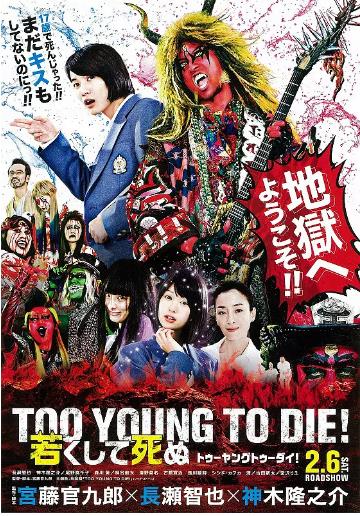 17歳で死んじゃった!!
まだキスも
してないのにっ!!
地獄へ
ようこそ!!
TOO YOUNG TO DIE!
若くして死ぬ
トゥーヤングトゥーダイ!
2.6 SAT
ROADSHOW
宮藤官九郎×長瀬智也×神木隆之介